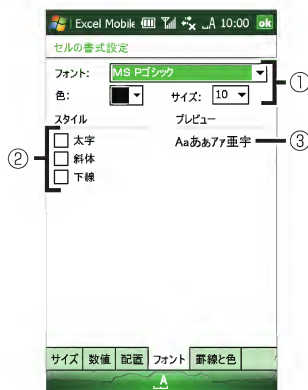 Excel Mobile A 10:00 ok
セルの書式設定
フォント: MS Pゴシック
色: サイズ: 10
スタイル プレビュー
太字 Aaあぁアァ亜宇
斜体
下線
① ② ③
サイズ 数値 配置 フォント 罫線と色
A